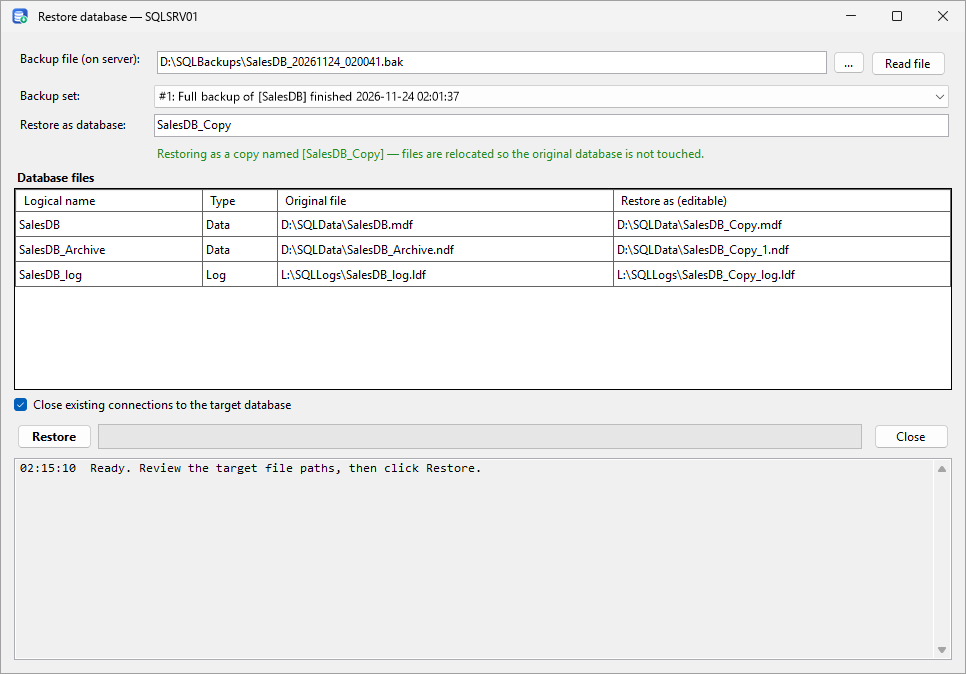 Restore database — SQLSRV01
Backup file (on server): D:\SQLBackups\SalesDB_20261124_020041.bak ... Read file
Backup set: #1: Full backup of [SalesDB] finished 2026-11-24 02:01:37
Restore as database: SalesDB_Copy
Restoring as a copy named [SalesDB_Copy] — files are relocated so the original database is not touched.
Database files
Logical name Type Original file Restore as (editable)
SalesDB Data D:\SQLData\SalesDB.mdf D:\SQLData\SalesDB_Copy.mdf
SalesDB_Archive Data D:\SQLData\SalesDB_Archive.ndf D:\SQLData\SalesDB_Copy_1.ndf
SalesDB_log Log L:\SQLLogs\SalesDB_log.ldf L:\SQLLogs\SalesDB_Copy_log.ldf
Close existing connections to the target database
Restore Close
02:15:10 Ready. Review the target file paths, then click Restore.